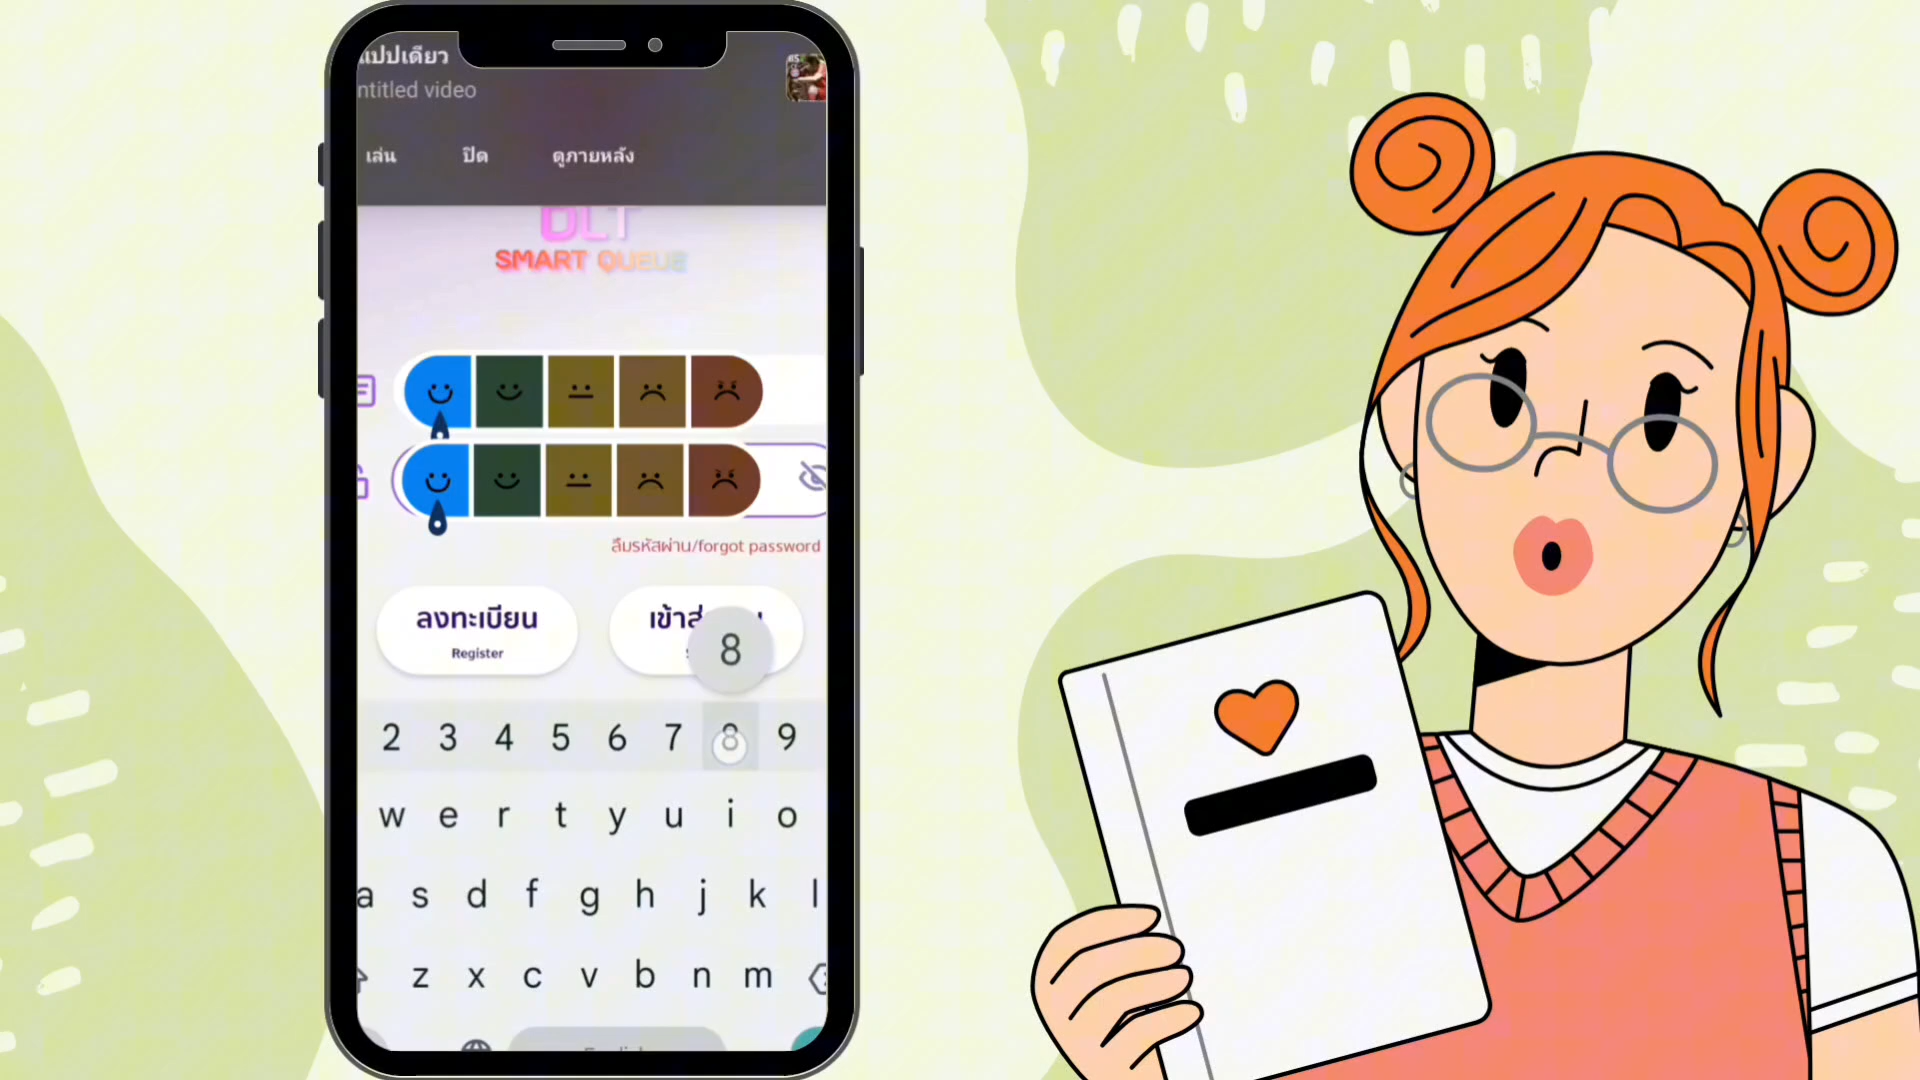 แปปเดียว
ntitled video
เล่น ปิด ดูภายหลัง
DLT
SMART QUEUE
ลืมรหัสผ่าน/forgot password
ลงทะเบียน
Register
8
2 3 4 5 6 7 8 9
w e r t y u i o
a s d f g h j k l
z x c v b n m